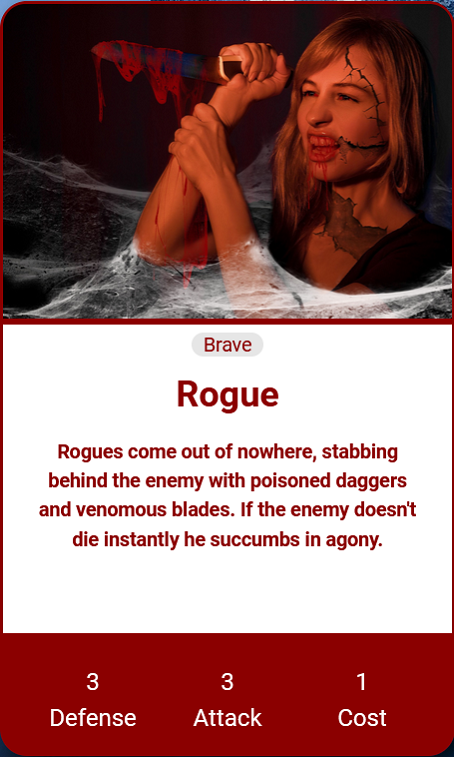 Brave
Rogue
Rogues come out of nowhere, stabbing
behind the enemy with poisoned daggers
and venomous blades. If the enemy doesn't
die instantly he succumbs in agony.
3 3 1
Defense Attack Cost